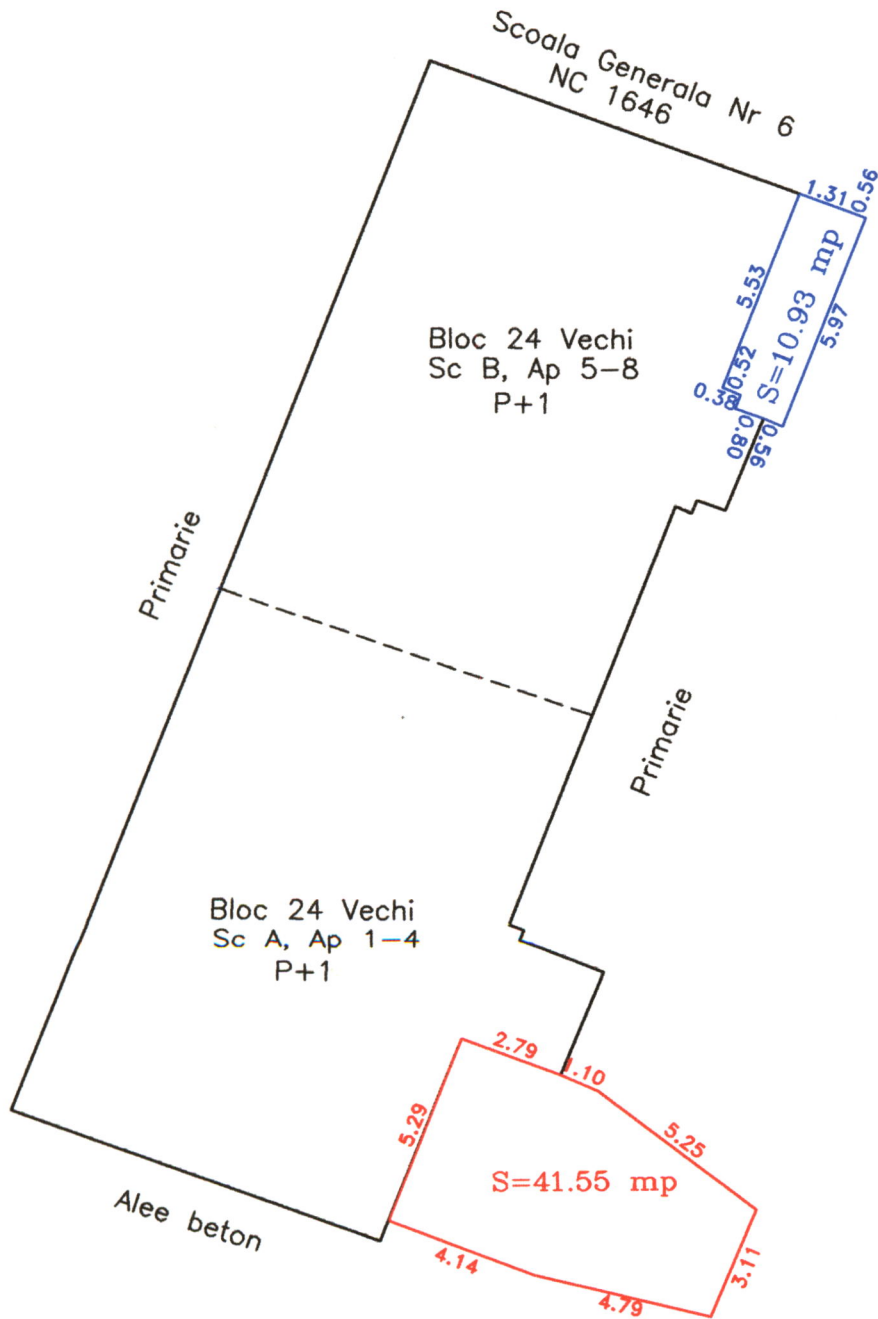 Scoala Generala Nr 6
NC 1646
1.31
0.56
5.53
S=10.93 mp
5.97
0.52
0.38
0.80
0.56
Bloc 24 Vechi
Sc B, Ap 5-8
P+1
Primarie
Primarie
Bloc 24 Vechi
Sc A, Ap 1-4
P+1
2.79
1.10
5.29
5.25
S=41.55 mp
3.11
4.14
4.79
Alee beton